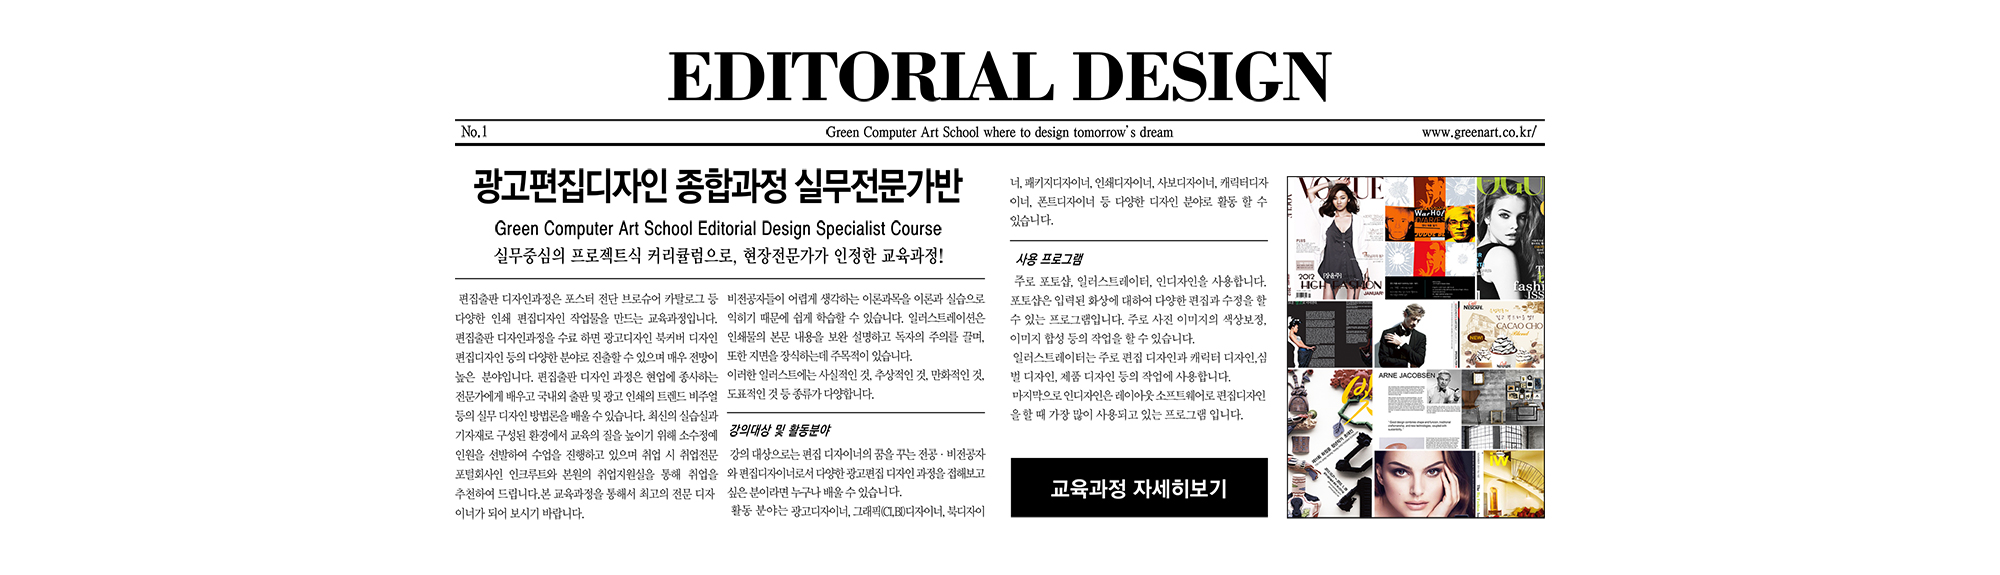 EDITORIAL DESIGN
No.1
Green Computer Art School where to design tomorrow's dream
www.greenart.co.kr/
광고편집디자인 종합과정 실무전문가반
Green Computer Art School Editorial Design Specialist Course
실무중심의 프로젝트식 커리큘럼으로, 현장전문가가 인정한 교육과정!
편집출판 디자인과정은 포스터 전단 브로슈어 카탈로그 등
다양한 인쇄 편집디자인 작업물을 만드는 교육과정입니다.
편집출판 디자인과정을 수료 하면 광고디자인 북커버 디자인
편집디자인 등의 다양한 분야로 진출할 수 있으며 매우 전망이
높은 분야입니다. 편집출판 디자인 과정은 현업에 종사하는
전문가에게 배우고 국내외 출판 및 광고 인쇄의 트렌드 비주얼
등의 실무 디자인 방법론을 배울 수 있습니다. 최신의 실습실과
기자재로 구성된 환경에서 교육의 질을 높이기 위해 소수정예
인원을 선발하여 수업을 진행하고 있으며 취업 시 취업전문
포털회사인 인크루트와 본원의 취업지원실을 통해 취업을
추천하여 드립니다.본 교육과정을 통해서 최고의 전문 디자
이너가 되어 보시기 바랍니다.
비전공자들이 어렵게 생각하는 이론과목을 이론과 실습으로
익히기 때문에 쉽게 학습할 수 있습니다. 일러스트레이션은
인쇄물의 본문 내용을 보완 설명하고 독자의 주의를 끌며,
또한 지면을 장식하는데 주목적이 있습니다.
이러한 일러스트에는 사실적인 것, 추상적인 것, 만화적인 것,
도표적인 것 등 종류가 다양합니다.
강의대상 및 활동분야
강의 대상으로는 편집 디자이너의 꿈을 꾸는 전공 · 비전공자
와 편집디자이너로서 다양한 광고편집 디자인 과정을 접해보고
싶은 분이라면 누구나 배울 수 있습니다.
활동 분야는 광고디자이너, 그래픽(CI,BI)디자이너, 북디자이
너, 패키지디자이너, 인쇄디자이너, 사보디자이너, 캐릭터디자
이너, 폰트디자이너 등 다양한 디자인 분야로 활동 할 수
있습니다.
사용 프로그램
주로 포토샵, 일러스트레이터, 인디자인을 사용합니다.
포토샵은 입력된 화상에 대하여 다양한 편집과 수정을 할
수 있는 프로그램입니다. 주로 사진 이미지의 색상보정,
이미지 합성 등의 작업을 할 수 있습니다.
일러스트레이터는 주로 편집 디자인과 캐릭터 디자인,심
벌 디자인, 제품 디자인 등의 작업에 사용합니다.
마지막으로 인디자인은 레이아웃 소프트웨어로 편집디자인
을 할 때 가장 많이 사용되고 있는 프로그램 입니다.
교육과정 자세히보기
VOGUE
2012
[장윤주]
HIGH FASHION
JANUARY
WarHol
OGU
fashi
ISS
NESCAFE
CACAO CHO
NEW!
ARNE JACOBSEN
iw